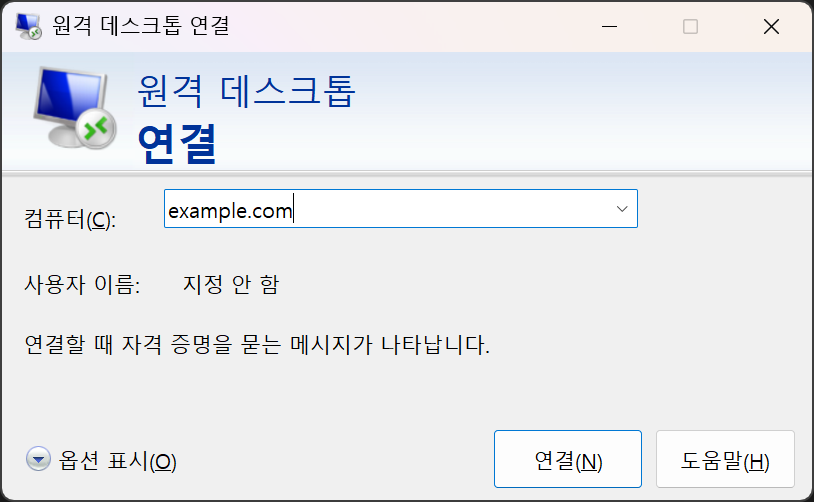 원격 데스크톱 연결
원격 데스크톱
연결
컴퓨터(C):
example.com
사용자 이름:
지정 안 함
연결할 때 자격 증명을 묻는 메시지가 나타납니다.
옵션 표시(O)
연결(N)
도움말(H)